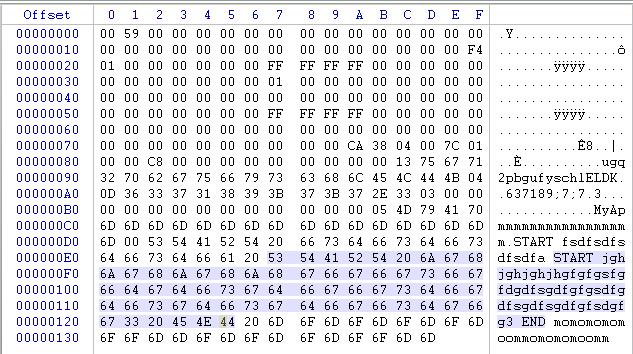 Offset 0 1 2 3 4 5 6 7 8 9 A B C D E F
00000000 00 59 00 00 00 00 00 00 00 00 00 00 00 00 00 00 .Y..............
00000010 00 00 00 00 00 00 00 00 00 00 00 00 00 00 00 F4 ...............ô
00000020 01 00 00 00 00 00 00 FF FF FF FF 00 00 00 00 00 .......ÿÿÿÿ.....
00000030 00 00 00 00 00 00 00 01 00 00 00 00 00 00 00 00 ................
00000040 00 00 00 00 00 00 00 00 00 00 00 00 00 00 00 00 ................
00000050 00 00 00 00 00 00 00 FF FF FF FF 00 00 00 00 00 .......ÿÿÿÿ.....
00000060 00 00 00 00 00 00 00 00 00 00 00 00 00 00 00 00 ................
00000070 00 00 00 00 00 00 00 00 00 00 CA 38 04 00 7C 01 ..........Ê8..|.
00000080 00 00 C8 00 00 00 00 00 00 00 00 00 13 75 67 71 ..È..........ugq
00000090 32 70 62 67 75 66 79 73 63 68 6C 45 4C 44 4B 04 2pbgufyschlELDK.
000000A0 0D 36 33 37 31 38 39 3B 37 3B 37 2E 33 00 00 00 .637189;7;7.3...
000000B0 00 00 00 00 00 00 00 00 00 00 00 05 4D 79 41 70 ............MyAp
000000C0 6D 6D 6D 6D 6D 6D 6D 6D 6D 6D 6D 6D 6D 6D 6D 6D mmmmmmmmmmmmmmmm
000000D0 6D 00 53 54 41 52 54 20 66 73 64 66 73 64 66 73 m.START fsdfsdfs
000000E0 64 66 73 64 66 61 20 53 54 41 52 54 20 6A 67 68 dfsdfa START jgh
000000F0 6A 67 68 6A 67 68 6A 68 67 66 67 66 67 73 66 67 jghjghjhgfgfgsfg
00000100 66 64 67 64 66 73 67 64 66 67 66 73 67 64 66 67 fdgdfsgdfgfsgdfg
00000110 64 66 73 67 64 66 73 67 64 66 67 66 73 64 67 66 dfsgdfsgdfgfsdgf
00000120 67 33 20 45 4E 44 20 6D 6F 6D 6F 6D 6F 6D 6F 6D g3 END momomomom
00000130 6F 6F 6D 6D 6F 6D 6F 6D 6F 6D 6F 6F 6D 6D oommomomomoomm